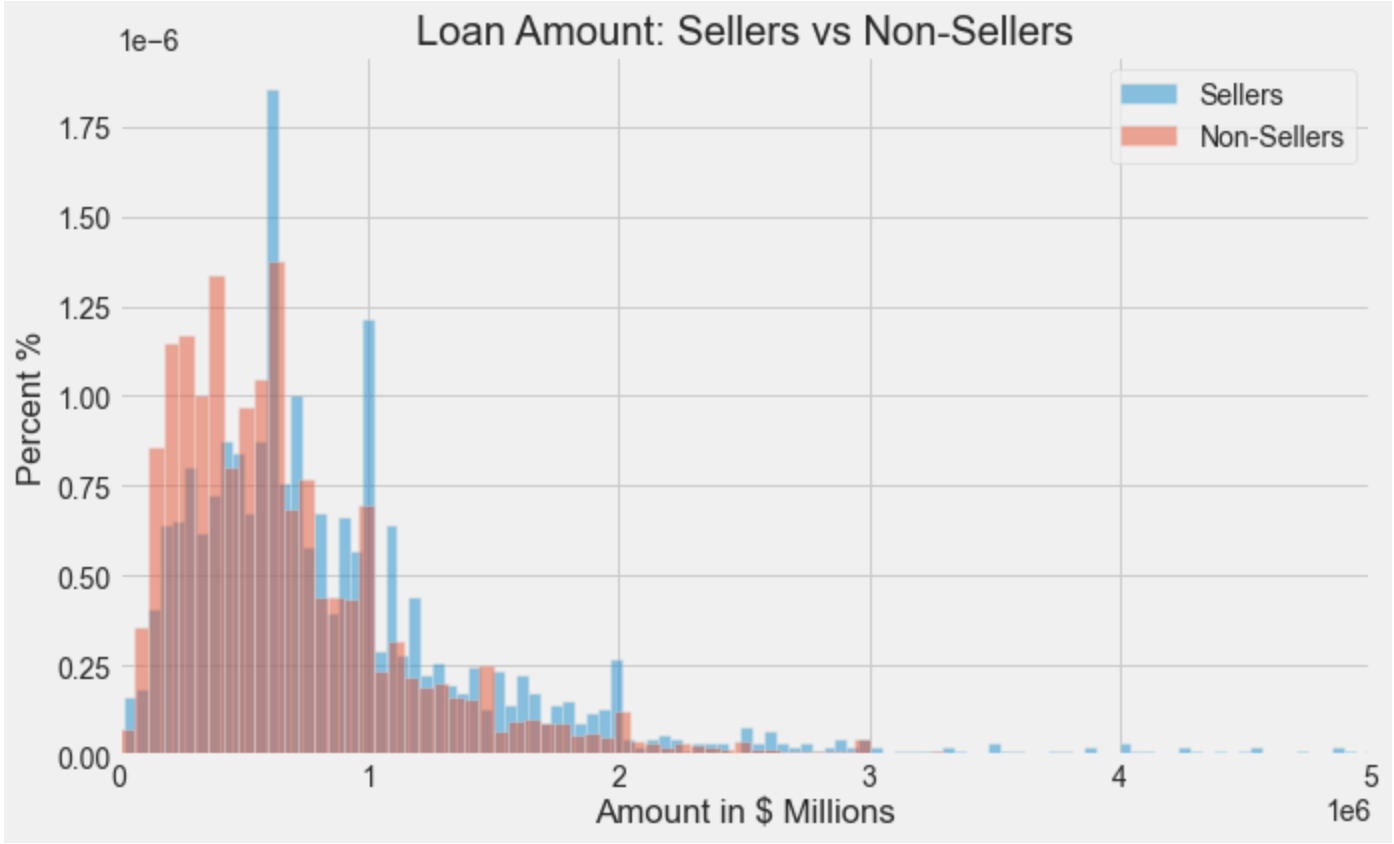 Loan Amount: Sellers vs Non-Sellers
1e−6
Sellers
Non-Sellers
1.75
1.50
1.25
1.00
0.75
0.50
0.25
0.00
Percent %
0 1 2 3 4 5
Amount in $ Millions
1e6